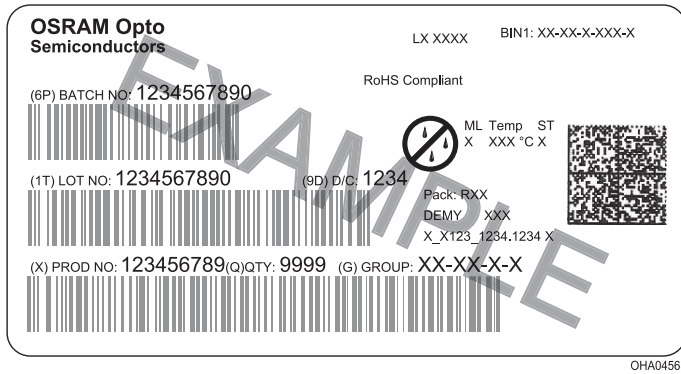 OSRAM Opto
Semiconductors
LX XXXX
BIN1: XX-XX-X-XXX-X
RoHS Compliant
(6P) BATCH NO: 1234567890
ML Temp ST
X XXX °C X
(1T) LOT NO: 1234567890 (9D) D/C: 1234
Pack: RXX
DEMY XXX
X_X123_1234.1234 X
(X) PROD NO: 123456789(Q)QTY: 9999 (G) GROUP: XX-XX-X-X
EXAMPLE
OHA04563